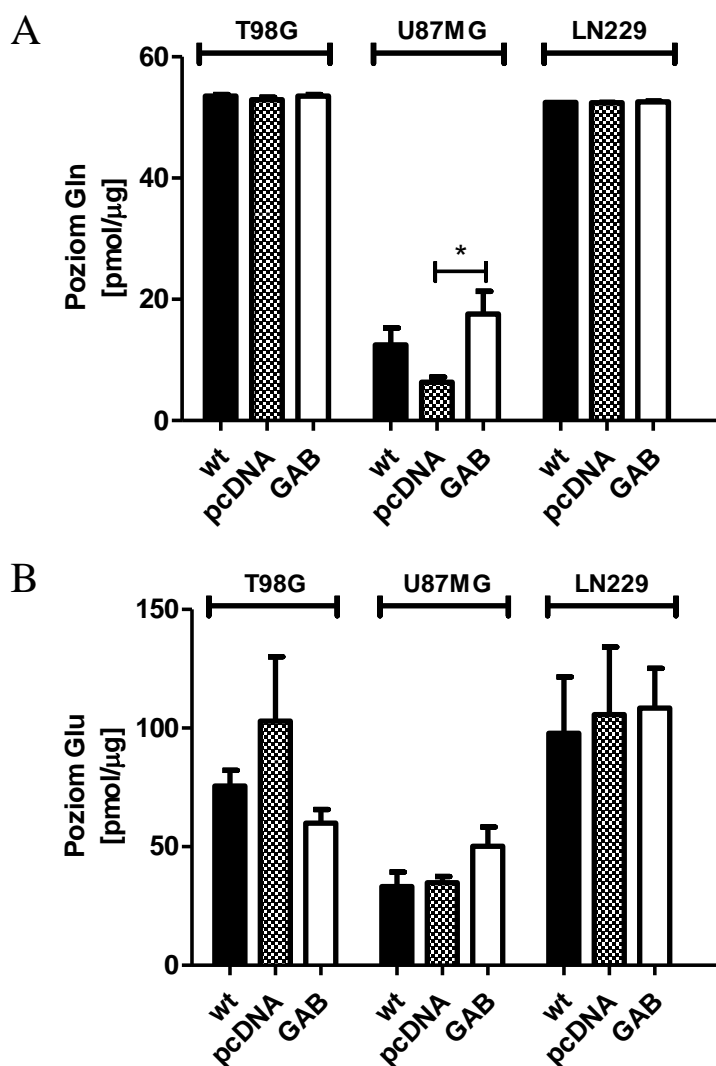 A
T98G U87MG LN229
Poziom Gln
[pmol/µg]
60
40
20
0
*
wt pcDNA GAB wt pcDNA GAB wt pcDNA GAB
B
T98G U87MG LN229
Poziom Glu
[pmol/µg]
150
100
50
0
wt pcDNA GAB wt pcDNA GAB wt pcDNA GAB